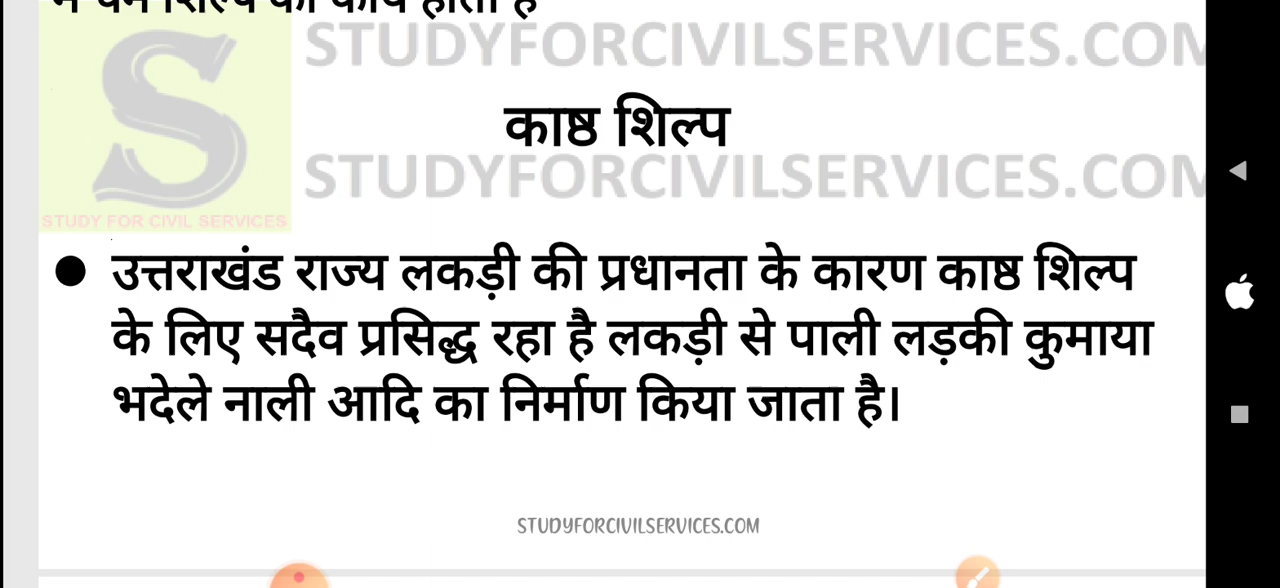 में चर्म शिल्प का कार्य होता है
STUDYFORCIVILSERVICES.COM
काष्ठ शिल्प
STUDYFORCIVILSERVICES.COM
S
STUDY FOR CIVIL SERVICES
उत्तराखंड राज्य लकड़ी की प्रधानता के कारण काष्ठ शिल्प
के लिए सदैव प्रसिद्ध रहा है लकड़ी से पाली लड़की कुमाया
भदेले नाली आदि का निर्माण किया जाता है।
STUDYFORCIVILSERVICES.COM